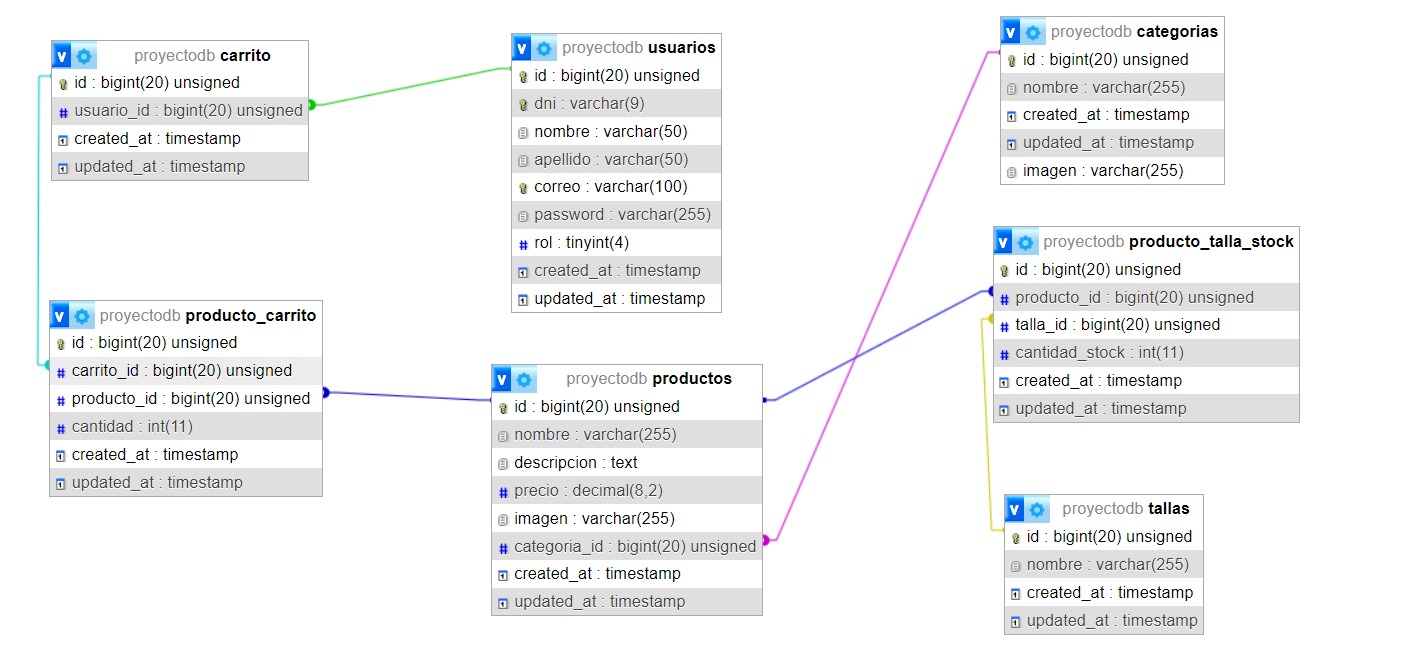 proyectodb carrito
id : bigint(20) unsigned
usuario_id : bigint(20) unsigned
created_at : timestamp
updated_at : timestamp
proyectodb usuarios
id : bigint(20) unsigned
dni : varchar(9)
nombre : varchar(50)
apellido : varchar(50)
correo : varchar(100)
password : varchar(255)
rol : tinyint(4)
created_at : timestamp
updated_at : timestamp
proyectodb categorias
id : bigint(20) unsigned
nombre : varchar(255)
created_at : timestamp
updated_at : timestamp
imagen : varchar(255)
proyectodb producto_carrito
id : bigint(20) unsigned
carrito_id : bigint(20) unsigned
producto_id : bigint(20) unsigned
cantidad : int(11)
created_at : timestamp
updated_at : timestamp
proyectodb productos
id : bigint(20) unsigned
nombre : varchar(255)
descripcion : text
precio : decimal(8,2)
imagen : varchar(255)
categoria_id : bigint(20) unsigned
created_at : timestamp
updated_at : timestamp
proyectodb producto_talla_stock
id : bigint(20) unsigned
producto_id : bigint(20) unsigned
talla_id : bigint(20) unsigned
cantidad_stock : int(11)
created_at : timestamp
updated_at : timestamp
proyectodb tallas
id : bigint(20) unsigned
nombre : varchar(255)
created_at : timestamp
updated_at : timestamp